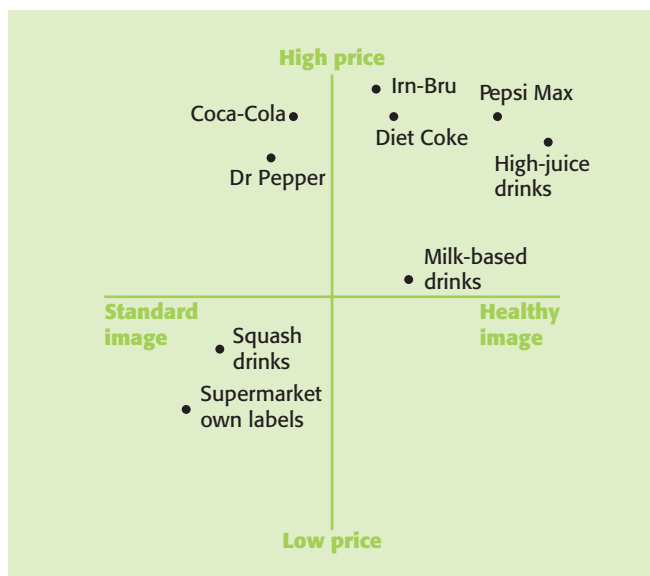 High price
Irn-Bru
Pepsi Max
Coca-Cola
Diet Coke
High-juice
drinks
Dr Pepper
Milk-based
drinks
Standard
image
Healthy
image
Squash
drinks
Supermarket
own labels
Low price